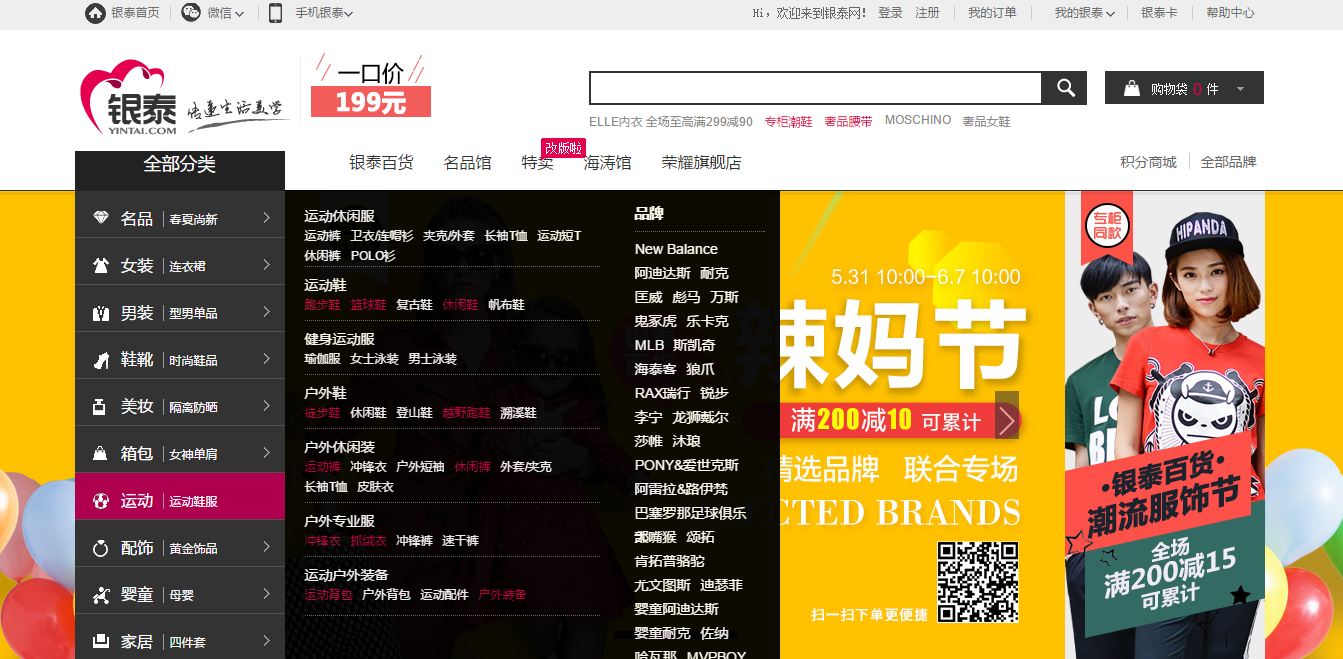 银泰首页 微信 手机银泰 Hi，欢迎来到银泰网! 登录 注册 我的订单 我的银泰 银泰卡 帮助中心
银泰
YINTAI.COM
传递生活美学
一口价
199元
购物袋 0 件
ELLE内衣 全场至高满299减90 专柜潮鞋 奢品腰带 MOSCHINO 奢品女鞋
改版啦
全部分类 银泰百货 名品馆 特卖 海涛馆 荣耀旗舰店 积分商城 全部品牌
名品 春夏尚新
女装 连衣裙
男装 型男单品
鞋靴 时尚鞋品
美妆 隔离防晒
箱包 女神单肩
运动 运动鞋服
配饰 黄金饰品
婴童 母婴
家居 四件套
运动休闲服
运动裤 卫衣/连帽衫 夹克/外套 长袖T恤 运动短T
休闲裤 POLO衫
运动鞋
跑步鞋 篮球鞋 复古鞋 休闲鞋 帆布鞋
健身运动服
瑜伽服 女士泳装 男士泳装
户外鞋
徒步鞋 休闲鞋 登山鞋 越野跑鞋 溯溪鞋
户外休闲装
运动裤 冲锋衣 户外短袖 休闲裤 外套/夹克
长袖T恤 皮肤衣
户外专业服
冲锋衣 抓绒衣 冲锋裤 速干裤
运动户外装备
运动背包 户外背包 运动配件 户外装备
品牌
New Balance
阿迪达斯 耐克
匡威 彪马 万斯
鬼冢虎 乐卡克
MLB 斯凯奇
海泰客 狼爪
RAX瑞行 锐步
李宁 龙狮戴尔
莎帷 沐琅
PONY&爱世克斯
阿雷拉&路伊梵
巴塞罗那足球俱乐部
嘴猴 颂拓
肯拓普骆驼
尤文图斯 迪瑟菲
婴童阿迪达斯
婴童耐克 佐纳
哈瓦那 MVPBOY
5.31 10:00-6.7 10:00
辣妈节
满200减10 可累计
精选品牌 联合专场
CTED BRANDS
扫一扫下单更便捷
专柜
同款
HIPANDA
·银泰百货·
潮流服饰节
全场
满200减15
可累计